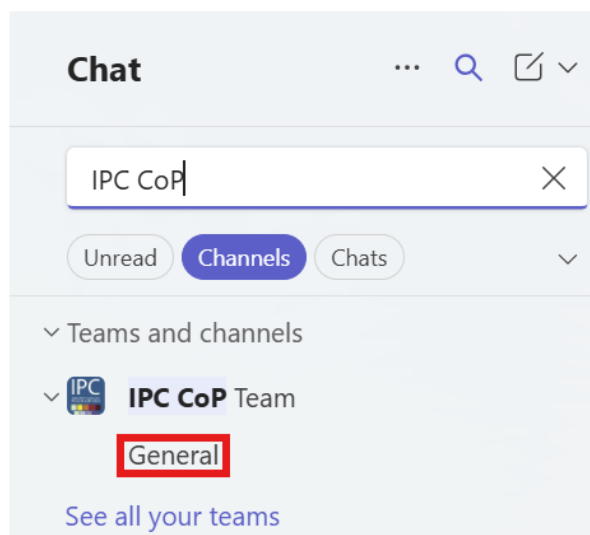 Chat
IPC CoP
Unread Channels Chats
Teams and channels
IPC
IPC CoP Team
General
See all your teams